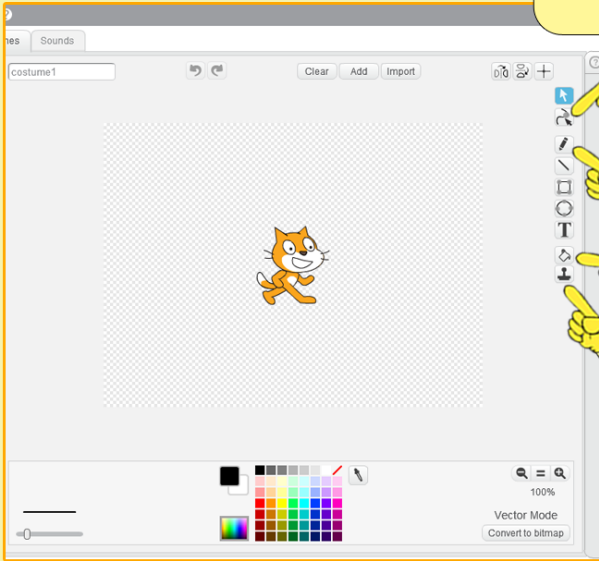 nes Sounds
costume1
Clear Add Import
T
100%
Vector Mode
Convert to bitmap